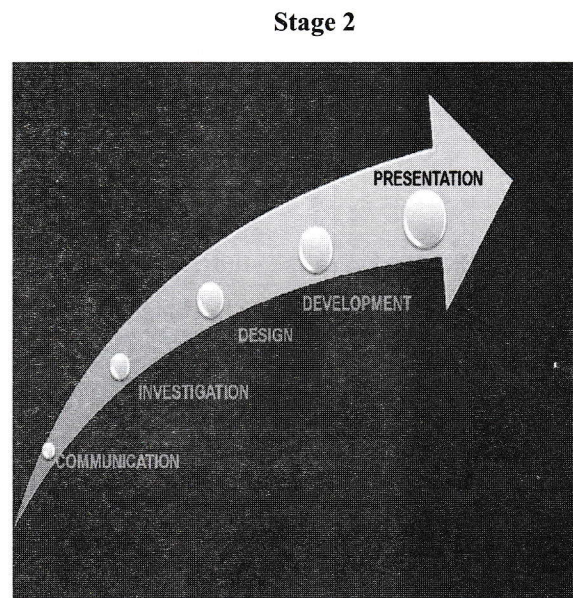 Stage 2
PRESENTATION
DEVELOPMENT
DESIGN
INVESTIGATION
COMMUNICATION